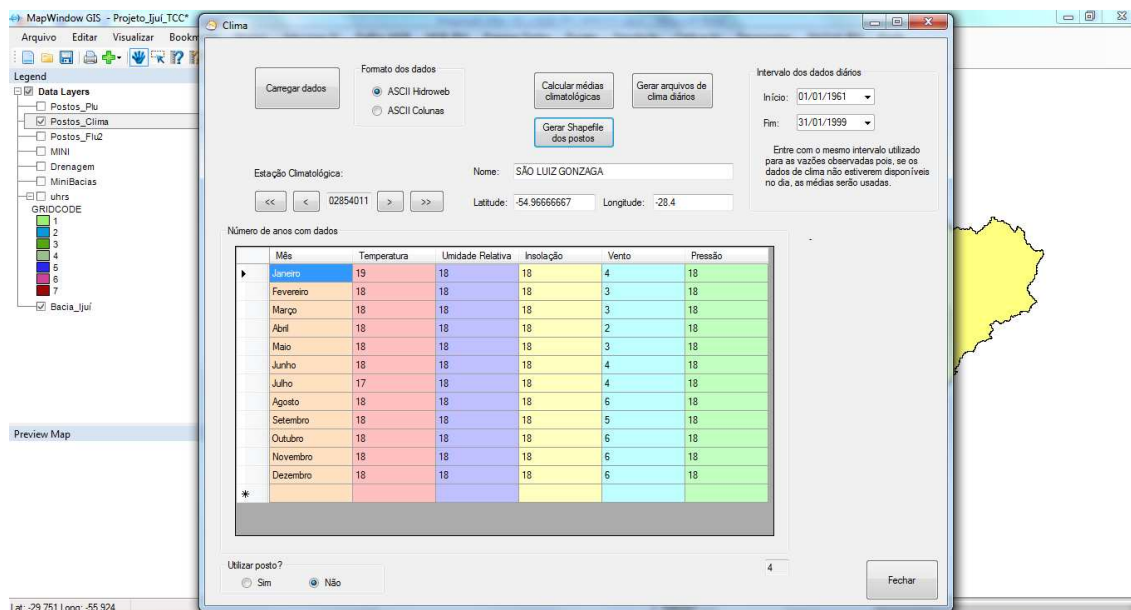 MapWindow GIS - Projeto_Ijuí_TCC*
Arquivo Editar Visualizar Bookm
Legend
Data Layers
Postos_Plu
Postos_Clima
Postos_Flu2
MINI
Drenagem
MiniBacias
uhrs
GRIDCODE
1
2
3
4
5
6
7
Bacia_Ijuí
Preview Map
Lat: -29,751 Long: -55,924
Clima
Carregar dados
Formato dos dados
ASCII Hidroweb
ASCII Colunas
Calcular médias
climatológicas
Gerar arquivos de
clima diários
Gerar Shapefile
dos postos
Intervalo dos dados diários
Início: 01/01/1961
Fim: 31/01/1999
Entre com o mesmo intervalo utilizado
para as vazões observadas pois, se os
dados de clima não estiverem disponíveis
no dia, as médias serão usadas.
Estação Climatológica:
<< < 02854011 > >>
Nome: SÃO LUIZ GONZAGA
Latitude: -54.96666667 Longitude: -28.4
Número de anos com dados
Mês Temperatura Umidade Relativa Insolação Vento Pressão
Janeiro 19 18 18 4 18
Fevereiro 18 18 18 3 18
Março 18 18 18 3 18
Abril 18 18 18 2 18
Maio 18 18 18 3 18
Junho 18 18 18 4 18
Julho 17 18 18 4 18
Agosto 18 18 18 6 18
Setembro 18 18 18 5 18
Outubro 18 18 18 6 18
Novembro 18 18 18 6 18
Dezembro 18 18 18 6 18
Utilizar posto?
Sim Não
4
Fechar